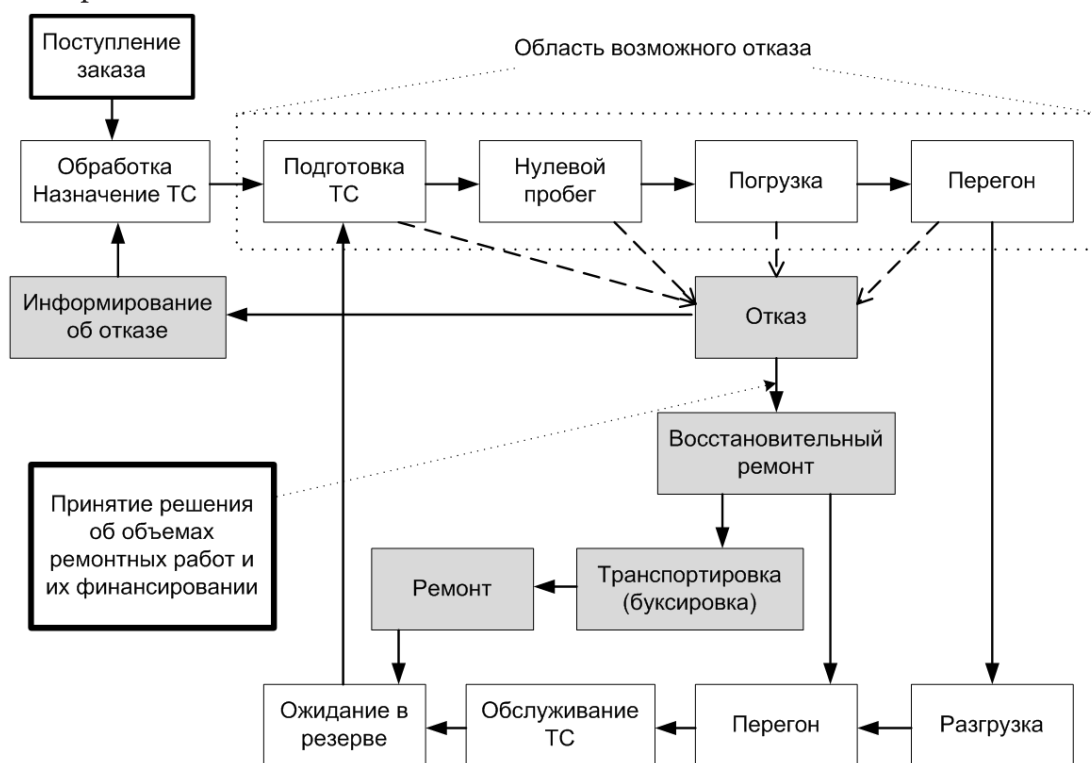 Поступление
заказа
Область возможного отказа
Обработка
Назначение ТС
Подготовка
ТС
Нулевой
пробег
Погрузка
Перегон
Информирование
об отказе
Отказ
Восстановительный
ремонт
Принятие решения
об объемах
ремонтных работ и
их финансировании
Ремонт
Транспортировка
(буксировка)
Ожидание в
резерве
Обслуживание
ТС
Перегон
Разгрузка